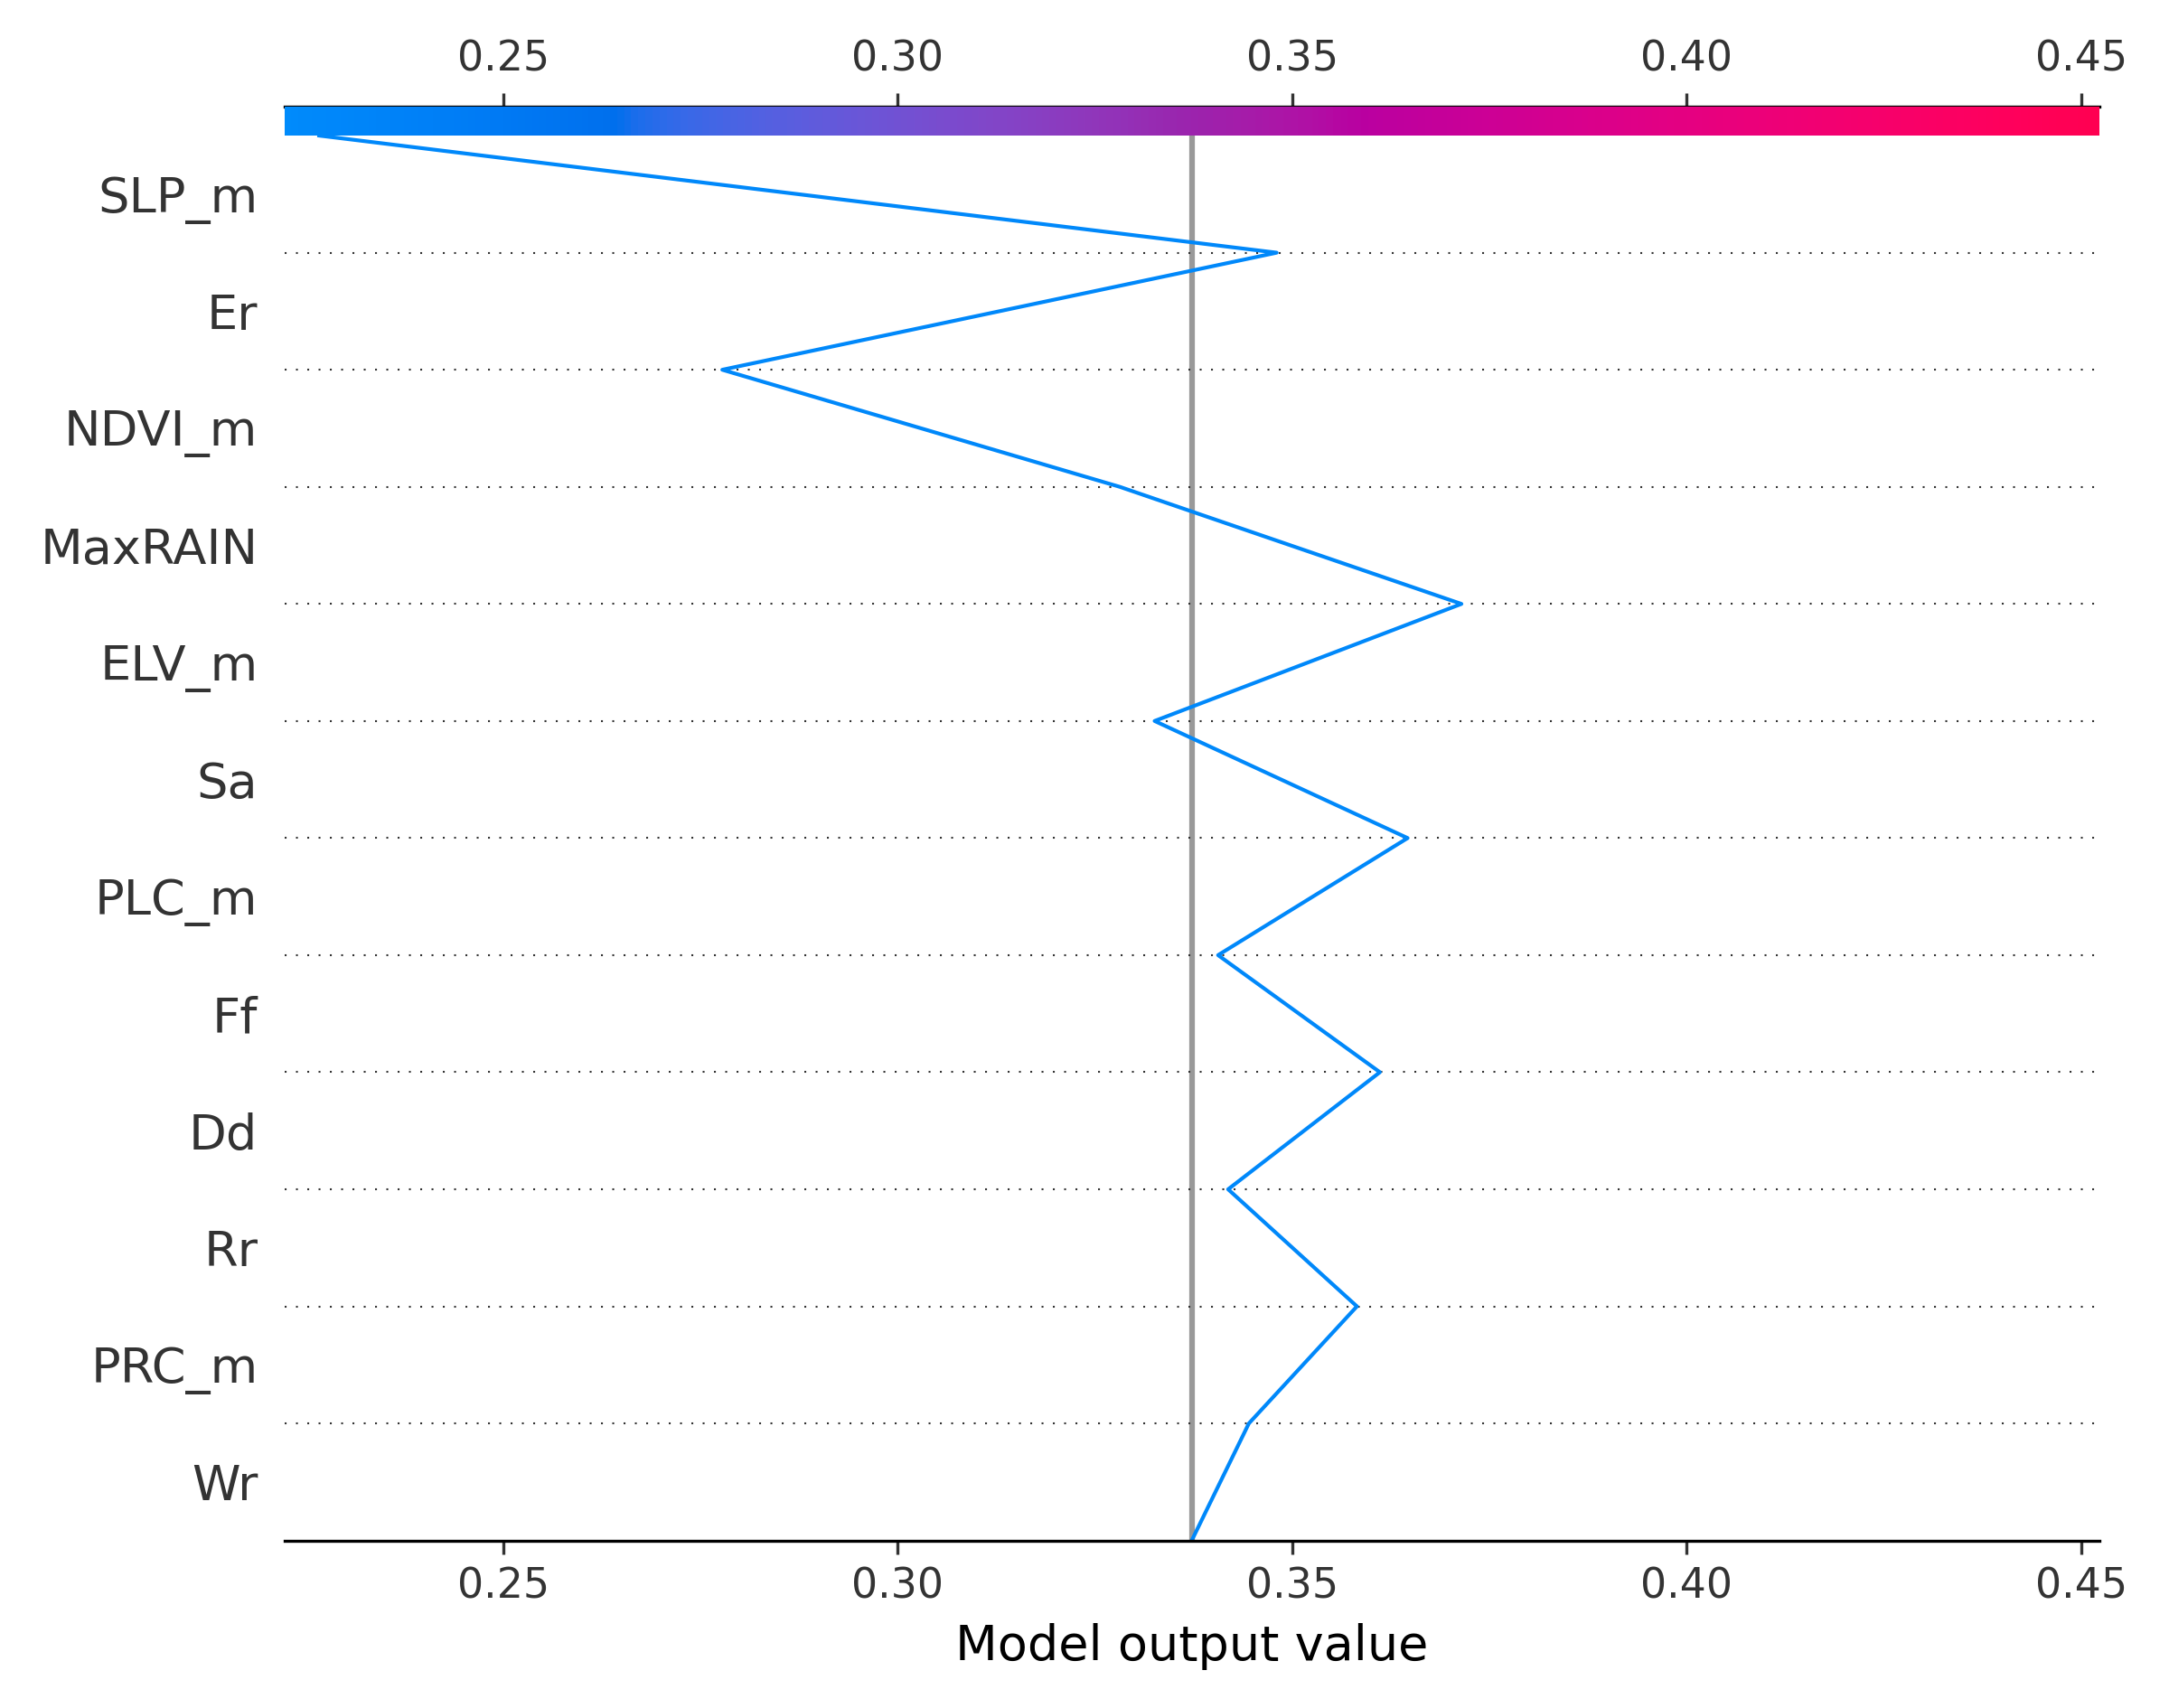 0.25 0.30 0.35 0.40 0.45
SLP_m
Er
NDVI_m
MaxRAIN
ELV_m
Sa
PLC_m
Ff
Dd
Rr
PRC_m
Wr
0.25 0.30 0.35 0.40 0.45
Model output value